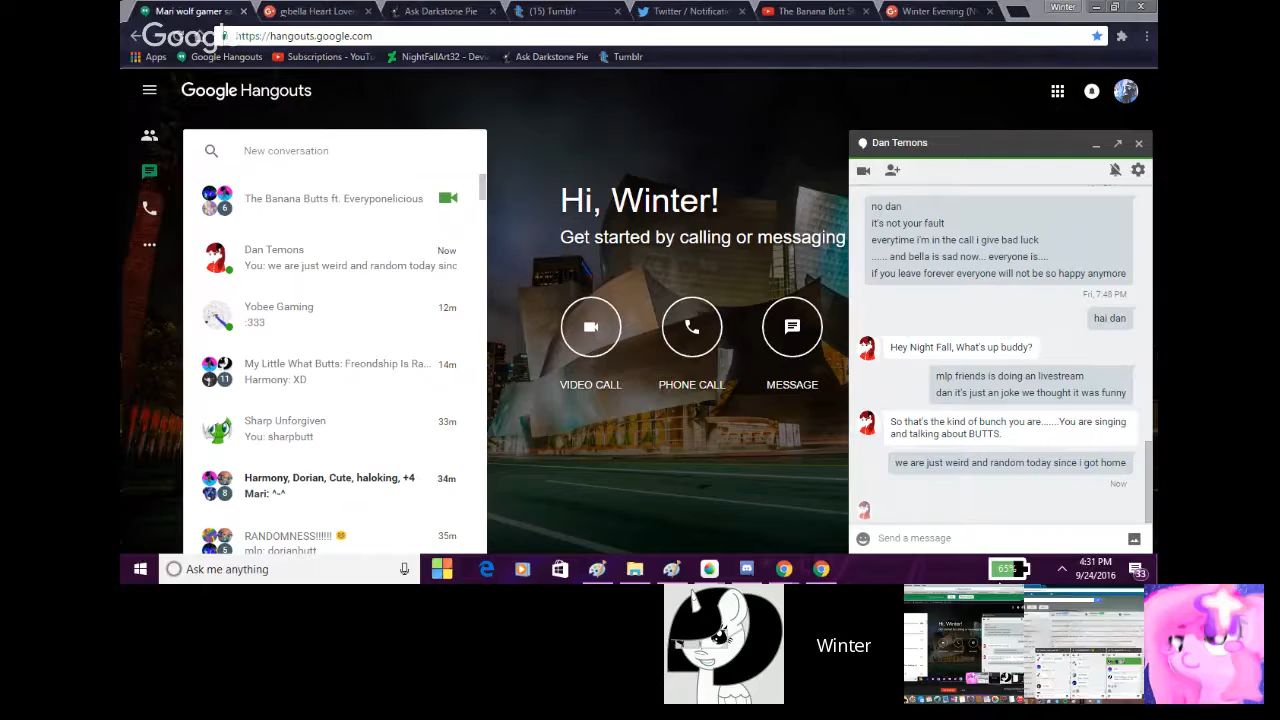 Mari wolf gamer sa
gibella Heart Lover
Ask Darkstone Pie
(15) Tumblr
Twitter / Notificati
The Banana Butt S
Winter Evening (N
Winter
Google
https://hangouts.google.com
Apps
Google Hangouts
Subscriptions - YouTu
NightFallArt32 - Devi
Ask Darkstone Pie
Tumblr
Google Hangouts
New conversation
The Banana Butts ft. Everyponelicious
6
Dan Temons
Now
You: we are just weird and random today sinc
Yobee Gaming
12m
:333
My Little What Butts: Freondship Is Ra...
14m
Harmony: XD
11
Sharp Unforgiven
33m
You: sharpbutt
Harmony, Dorian, Cute, haloking, +4
34m
Mari: ^-^
8
RANDOMNESS!!!!!!
35m
mlp: dorianbutt
Hi, Winter!
Get started by calling or messaging
VIDEO CALL
PHONE CALL
MESSAGE
Dan Temons
no dan
it's not your fault
everytime i'm in the call i give bad luck
...... and bella is sad now... everyone is....
if you leave forever everyone will not be so happy anymore
Fri, 7:48 PM
hai dan
Hey Night Fall, What's up buddy?
mlp friends is doing an livestream
dan it's just an joke we thought it was funny
So that's the kind of bunch you are.......You are singing
and talking about BUTTS.
we are just weird and random today since i got home
Now
Send a message
Ask me anything
65%
4:31 PM
9/24/2016
33
Winter